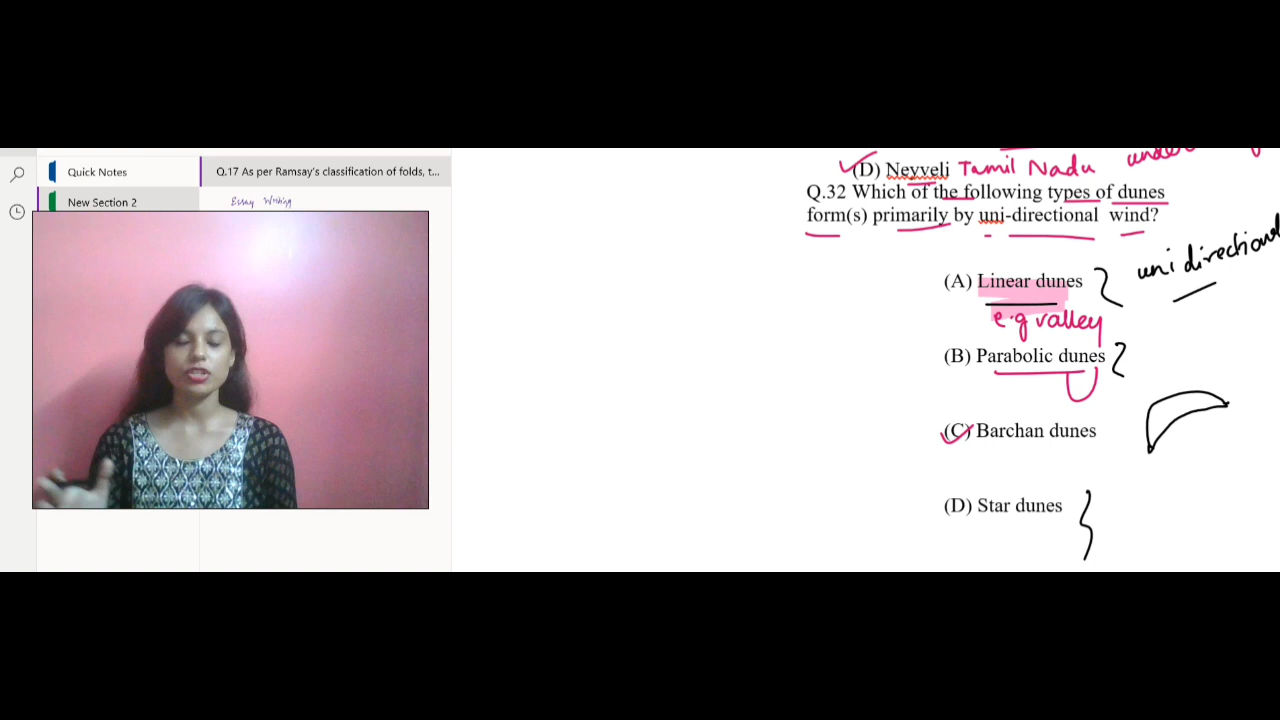 Quick Notes
New Section 2
Q.17 As per Ramsay's classification of folds, t...
Essay Writing
(D) Neyveli Tamil Nadu under
Q.32 Which of the following types of dunes
form(s) primarily by uni-directional wind?
(A) Linear dunes
unidirectional
e.g valley
(B) Parabolic dunes
(C) Barchan dunes
(D) Star dunes